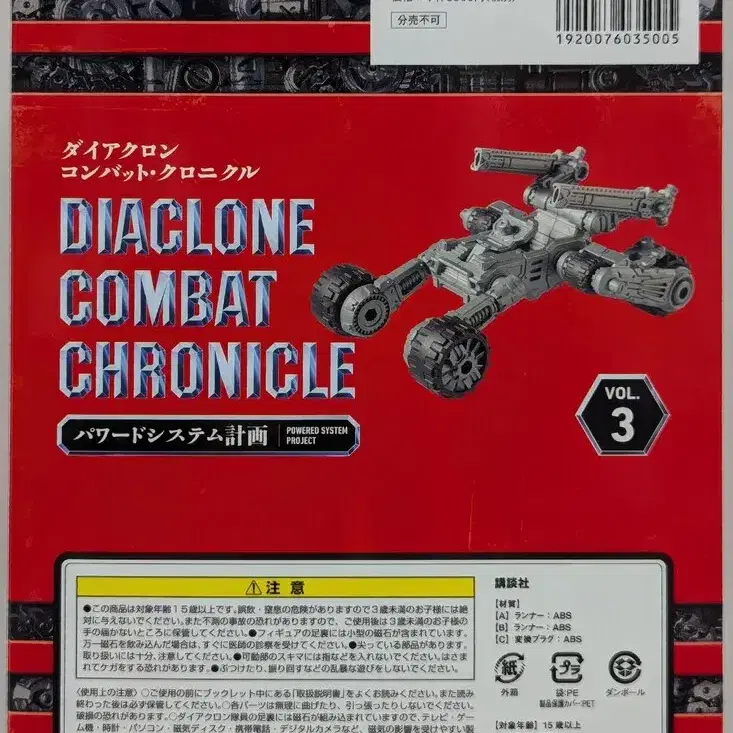 分売不可
1920076035005
ダイアクロン
コンバット・クロニクル
DIACLONE
COMBAT
CHRONICLE
パワードシステム計画
POWERED SYSTEM
PROJECT
VOL.
3
注意
●この商品は対象年齢15歳以上です。誤飲・窒息の危険がありますので3歳未満のお子様には絶
対に与えないでください。また不測の事故の恐れがありますので、ご使用後は3歳未満のお子様
の手の届かないところに保管してください。●フィギュアの足裏には小型の磁石が含まれています。
万一磁石を飲み込んだ場合は、すぐに医師の診察を受けてください。●尖っている部品があります。
取り扱いには十分、注意してください。●可動部のスキマには指などを入れないでください。はさま
れてケガをする恐れがあります。●ぶつけたり、振り回すなどの乱暴な遊びをしないでください。
〈使用上の注意〉○ご使用の前にブックレット中にある「取扱説明書」をよくお読みください。また読み
終わった後は必ず保管してください。○各パーツは無理に曲げたり、引っ張ったりしないでください。
破損の恐れがあります。○ダイアクロン隊員の足裏には磁石が組み込まれていますので、テレビ・ゲー
ム機・時計・パソコン・磁気ディスク・携帯電話・デジタルカメラなど、磁気の影響を受けやすい製
講談社
【材質】
[A] ランナー：ABS
[B] ランナー：ABS
[C] 変換プラグ：ABS
紙
外箱
プラ
袋：PE
製品保護カバー：PET
ダンボール
【対象年齢】15歳以上